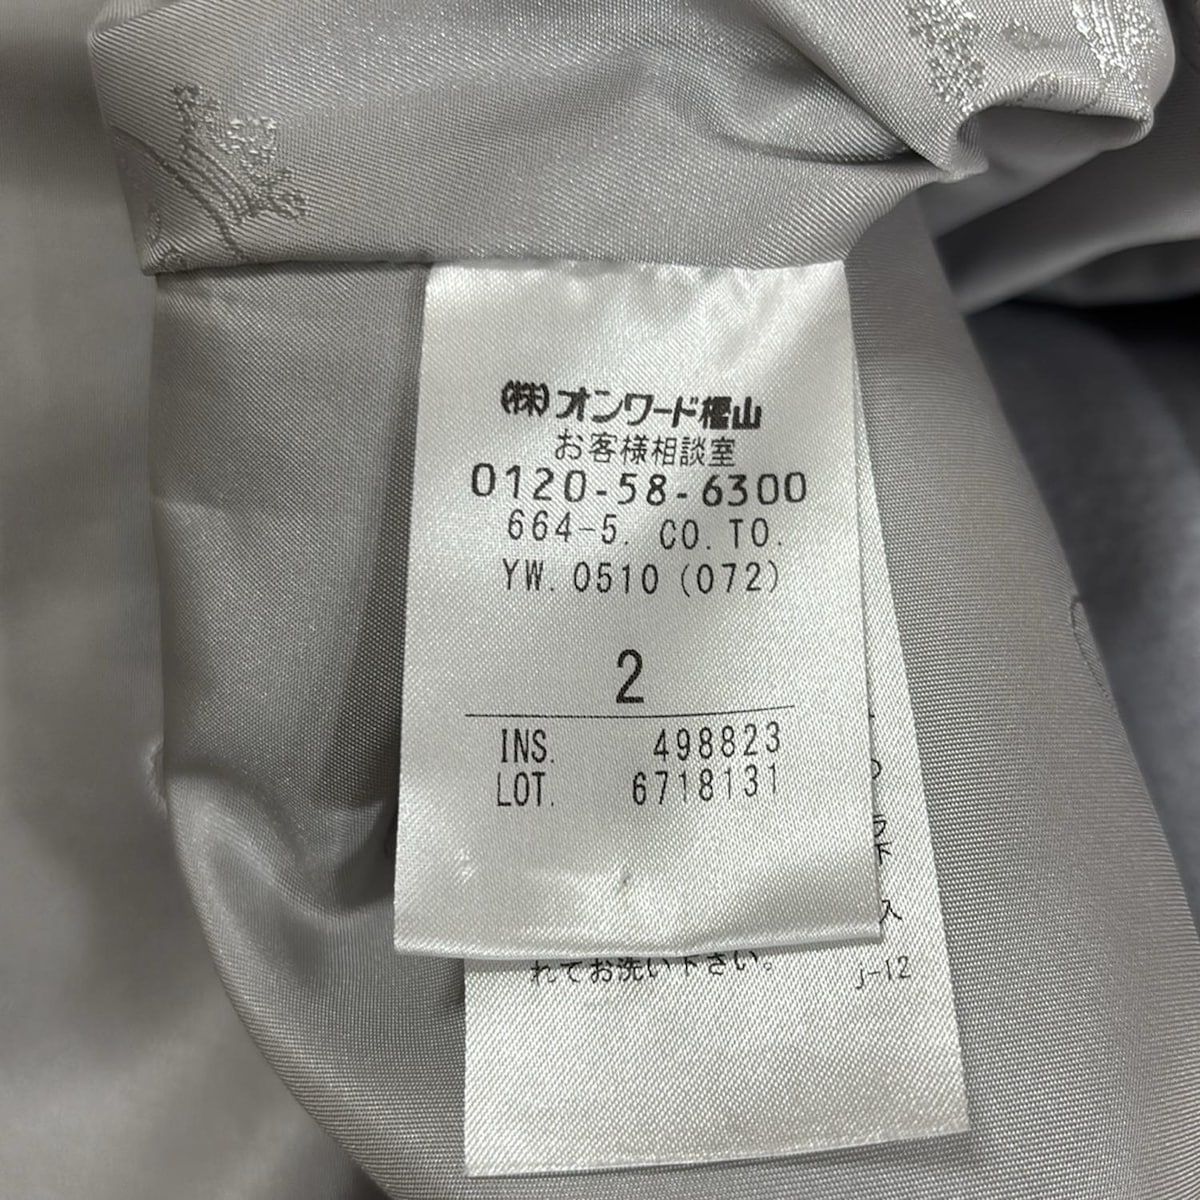 (株)オンワード樫山
お客様相談室
0120-58-6300
664-5. CO. TO.
YW. 0510 (072)
2
INS. 498823
LOT. 6718131
れてお洗い下さい。
j-12